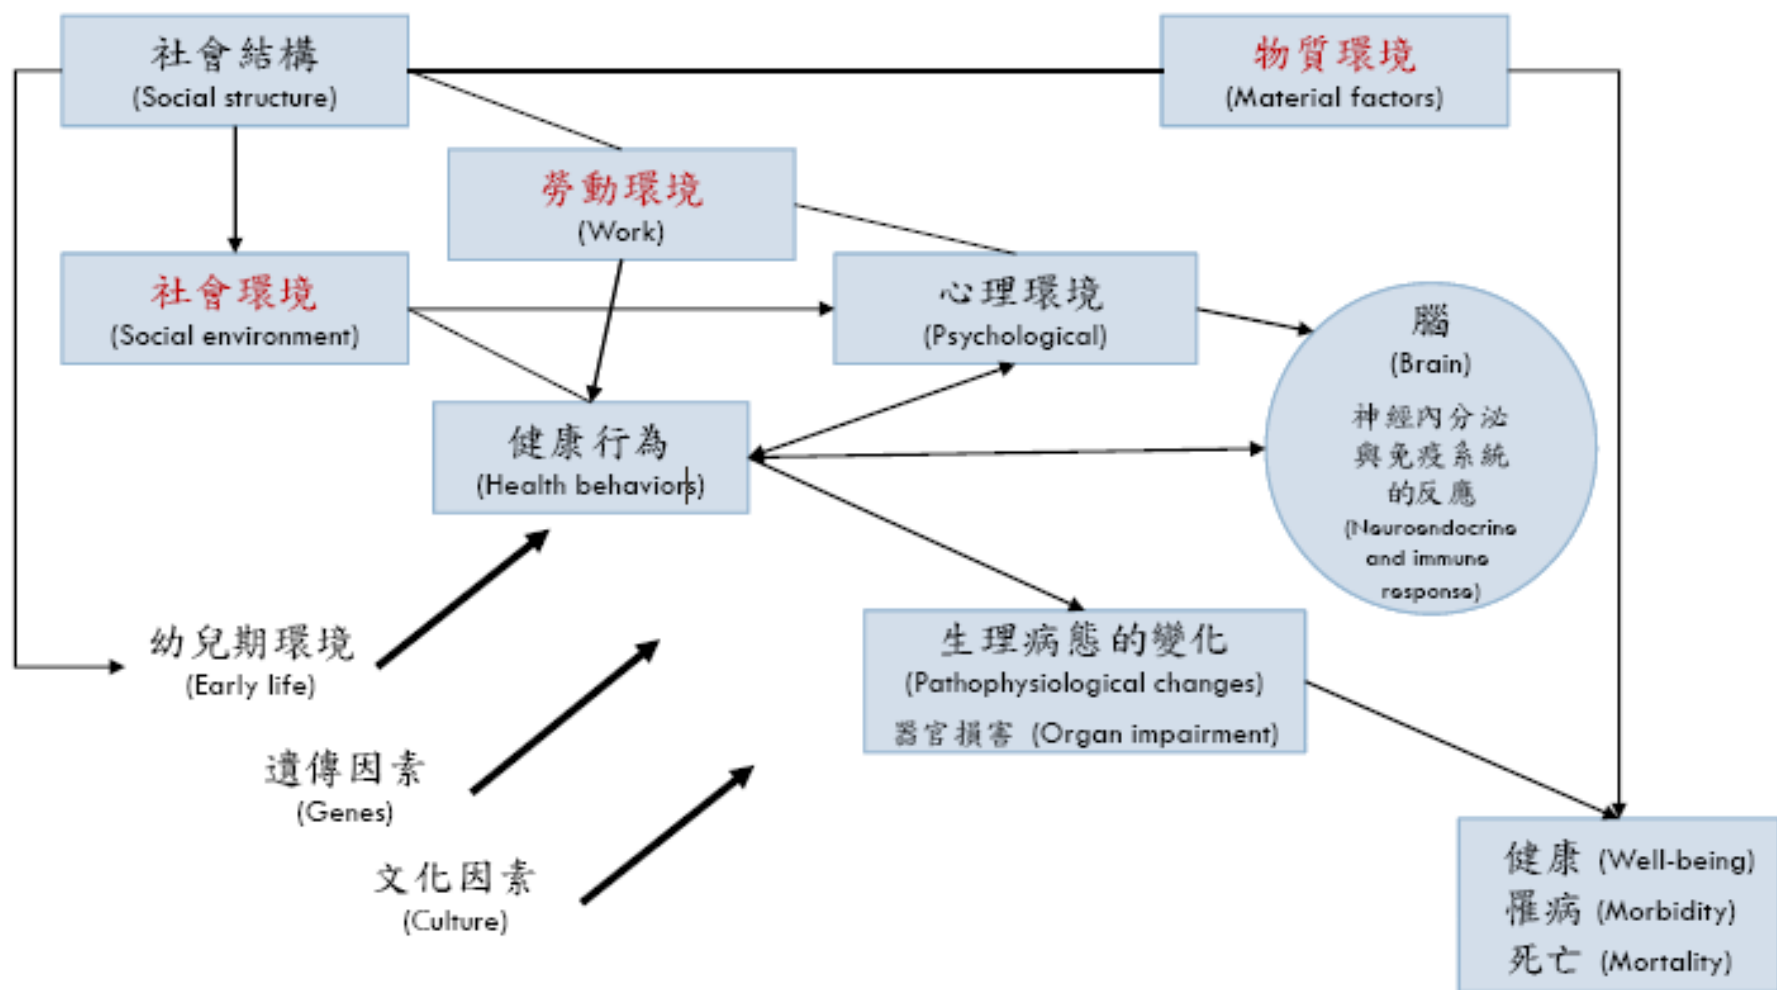 社會結構
(Social structure)
物質環境
(Material factors)
勞動環境
(Work)
社會環境
(Social environment)
心理環境
(Psychological)
腦
(Brain)
神經內分泌
與免疫系統
的反應
(Neuroendocrine
and immune
response)
健康行為
(Health behaviors)
幼兒期環境
(Early life)
生理病態的變化
(Pathophysiological changes)
器官損害 (Organ impairment)
遺傳因素
(Genes)
文化因素
(Culture)
健康 (Well-being)
罹病 (Morbidity)
死亡 (Mortality)